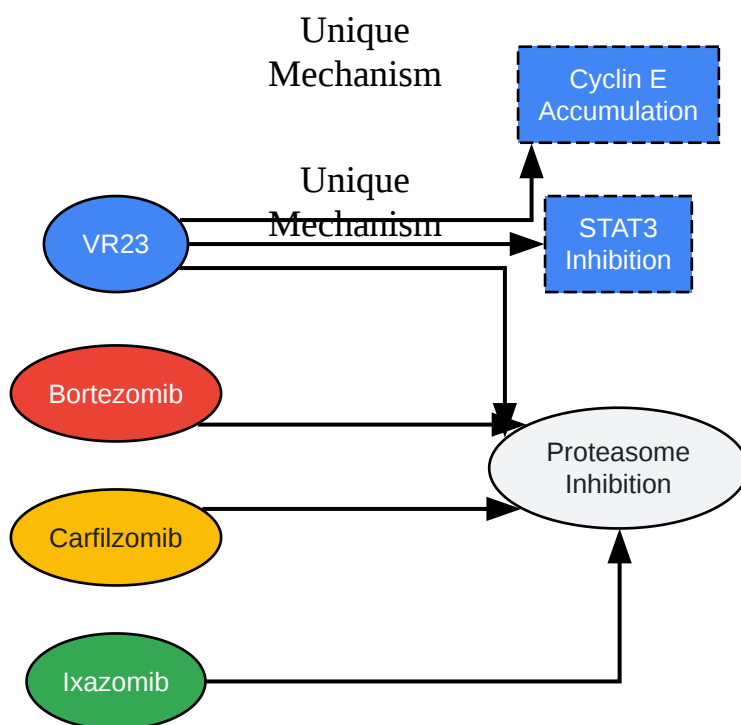 Unique
Mechanism
Cyclin E
Accumulation
Unique
Mechanism
VR23
STAT3
Inhibition
Bortezomib
Proteasome
Inhibition
Carfilzomib
Ixazomib